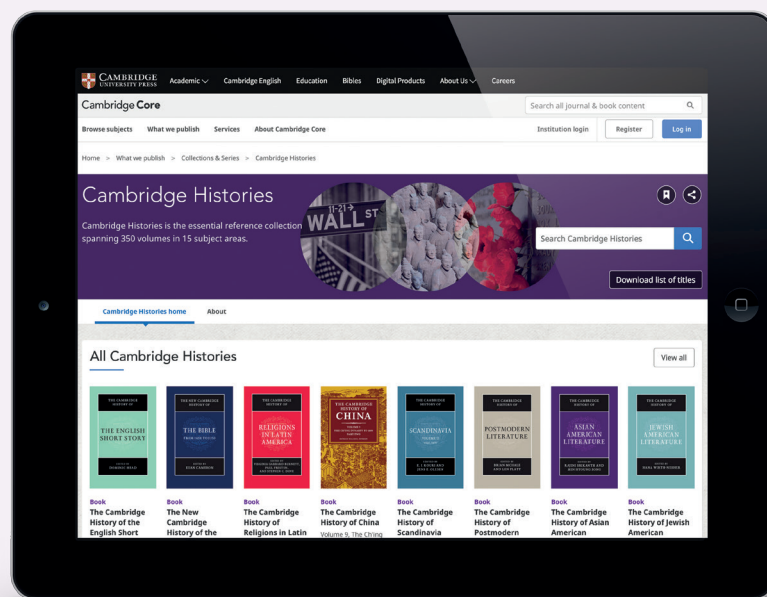 CAMBRIDGE
UNIVERSITY PRESS
Academic
Cambridge English
Education
Bibles
Digital Products
About Us
Careers
Cambridge Core
Search all journal & book content
Browse subjects
What we publish
Services
About Cambridge Core
Institution login
Register
Log in
Home > What we publish > Collections & Series > Cambridge Histories
Cambridge Histories
Cambridge Histories is the essential reference collection
spanning 350 volumes in 15 subject areas.
11-21
WALL ST
Search Cambridge Histories
Download list of titles
Cambridge Histories home
About
All Cambridge Histories
View all
THE CAMBRIDGE
HISTORY OF
THE ENGLISH
SHORT STORY
THE NEW CAMBRIDGE
HISTORY OF
THE BIBLE
EUAN CAMERON
THE CAMBRIDGE
HISTORY OF
RELIGIONS
IN LATIN
AMERICA
THE CAMBRIDGE
HISTORY OF
CHINA
THE CAMBRIDGE
HISTORY OF
SCANDINAVIA
THE CAMBRIDGE
HISTORY OF
POSTMODERN
LITERATURE
THE CAMBRIDGE
HISTORY OF
ASIAN
AMERICAN
LITERATURE
THE CAMBRIDGE
HISTORY OF
JEWISH
AMERICAN
LITERATURE
Book
The Cambridge
History of the
English Short
Book
The New
Cambridge
History of the
Book
The Cambridge
History of
Religions in Latin
Book
The Cambridge
History of China
Volume 9, The Ch'ing
Book
The Cambridge
History of
Scandinavia
Book
The Cambridge
History of
Postmodern
Book
The Cambridge
History of Asian
American
Book
The Cambridge
History of Jewish
American